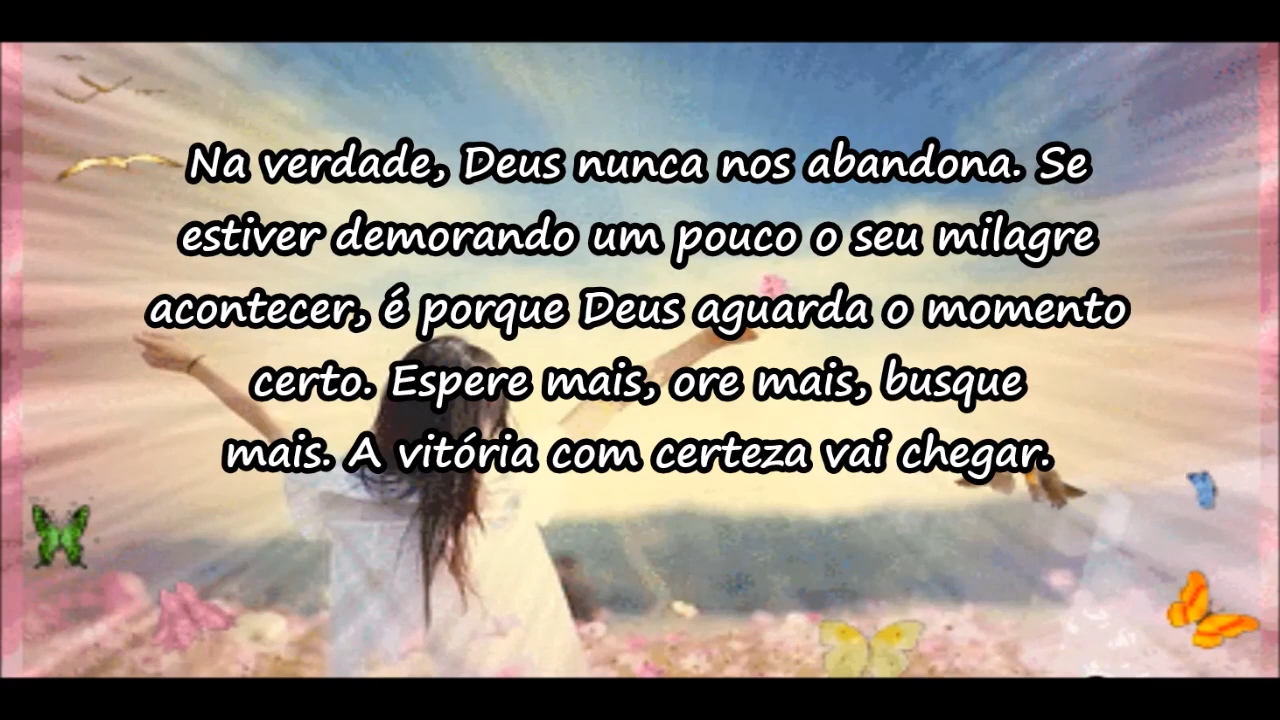 Na verdade, Deus nunca nos abandona. Se
estiver demorando um pouco o seu milagre
acontecer, é porque Deus aguarda o momento
certo. Espere mais, ore mais, busque
mais. A vitória com certeza vai chegar.